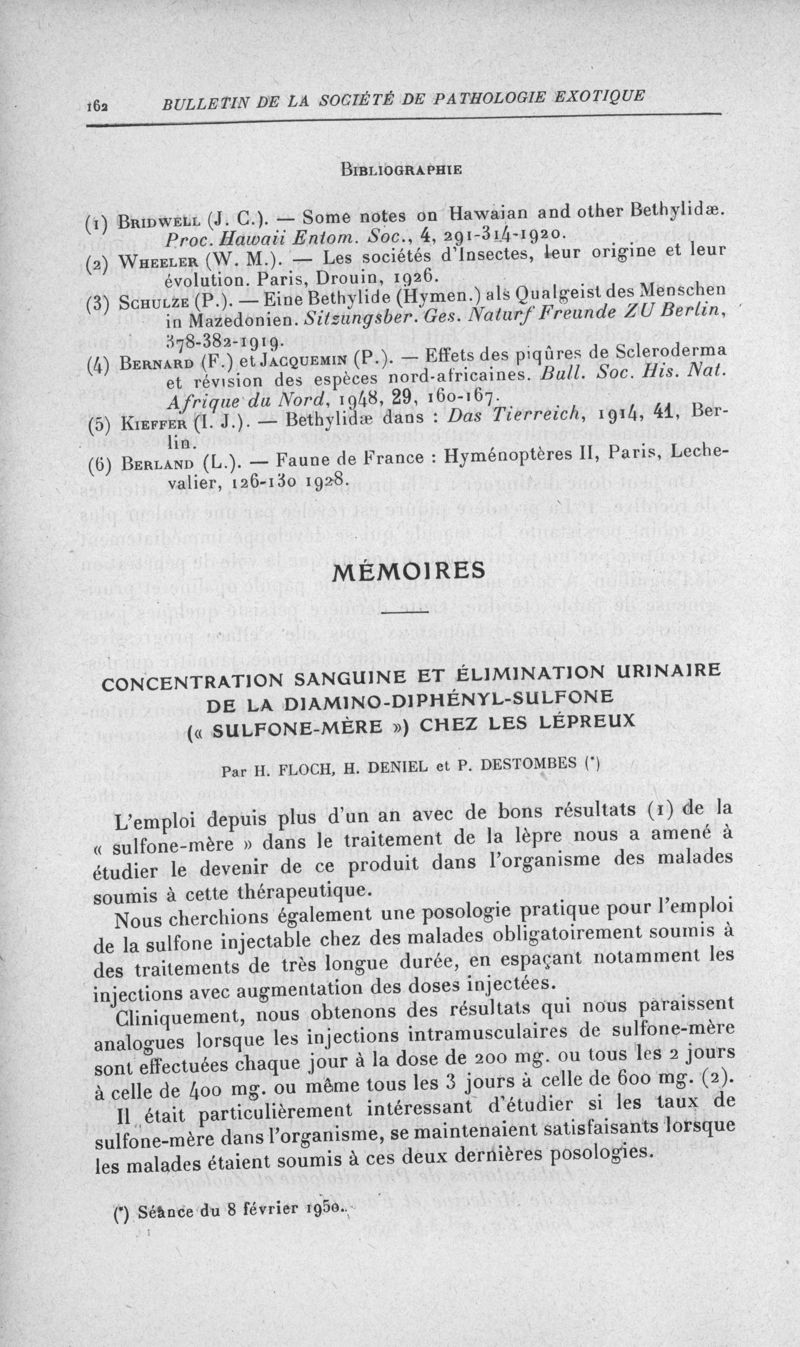 162 BULLETIN DE LA SOCIÉTÉ DE PATHOLOGIE EXOTIQUE
BIBLIOGRAPHIE
(1) BRIDWELL (J. C.). — Some notes on Hawaian and other Bethylidæ.
Proc. Hawaii Entom. Soc., 4, 291-314-1920.
(2) WHEELER (W. M.). — Les sociétés d'Insectes, leur origine et leur
évolution. Paris, Drouin, 1926.
(3) SCHULZE (P.). — Eine Bethylide (Hymen.) als Qualgeist des Menschen
in Mazedonien. Sitzungsber. Ges. Naturf Freunde ZU Berlin,
378-382-1919.
(4) BERNARD (F.) et JACQUEMIN (P.). — Effets des piqûres de Scleroderma
et révision des espèces nord-africaines. Bull. Soc. His. Nat.
Afrique du Nord, 1948, 29, 160-167.
(5) KIEFFER (I. J.). — Bethylidæ dans : Das Tierreich, 1914, 41, Ber-
lin.
(6) BERLAND (L.). — Faune de France : Hyménoptères II, Paris, Leche-
valier, 126-130 1928.
MÉMOIRES
CONCENTRATION SANGUINE ET ÉLIMINATION URINAIRE
DE LA DIAMINO-DIPHÉNYL-SULFONE
(« SULFONE-MÈRE ») CHEZ LES LÉPREUX
Par H. FLOCH, H. DENIEL et P. DESTOMBES (*)
L'emploi depuis plus d'un an avec de bons résultats (1) de la
« sulfone-mère » dans le traitement de la lèpre nous a amené à
étudier le devenir de ce produit dans l'organisme des malades
soumis à cette thérapeutique.
Nous cherchions également une posologie pratique pour l'emploi
de la sulfone injectable chez des malades obligatoirement soumis à
des traitements de très longue durée, en espaçant notamment les
injections avec augmentation des doses injectées.
Cliniquement, nous obtenons des résultats qui nous paraissent
analogues lorsque les injections intramusculaires de sulfone-mère
sont effectuées chaque jour à la dose de 200 mg. ou tous les 2 jours
à celle de 400 mg. ou même tous les 3 jours à celle de 600 mg. (2).
Il était particulièrement intéressant d'étudier si les taux de
sulfone-mère dans l'organisme, se maintenaient satisfaisants lorsque
les malades étaient soumis à ces deux dernières posologies.
(*) Séance du 8 février 1950.